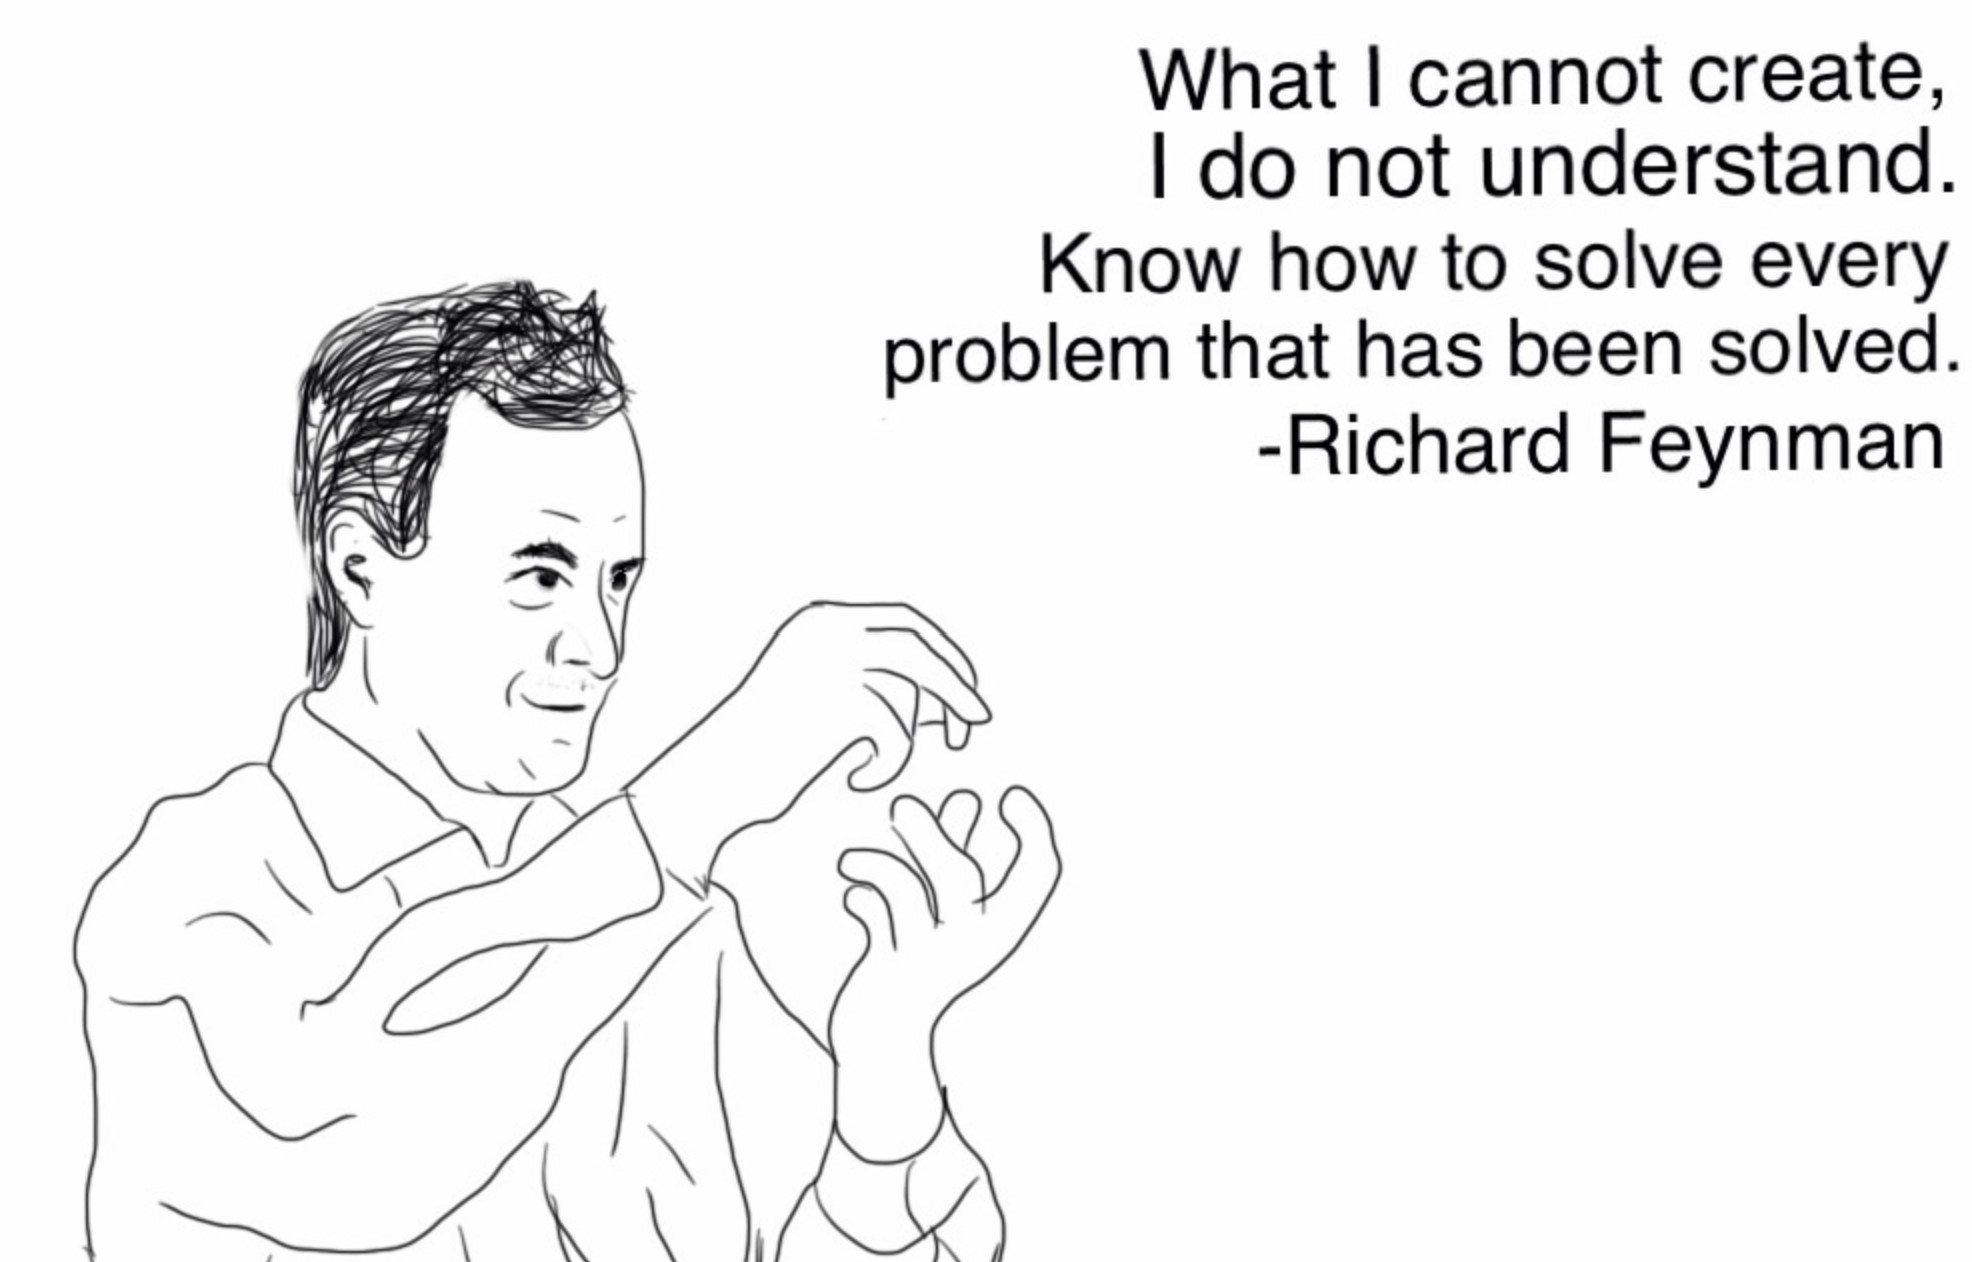 What I cannot create,
I do not understand.
Know how to solve every
problem that has been solved.
-Richard Feynman